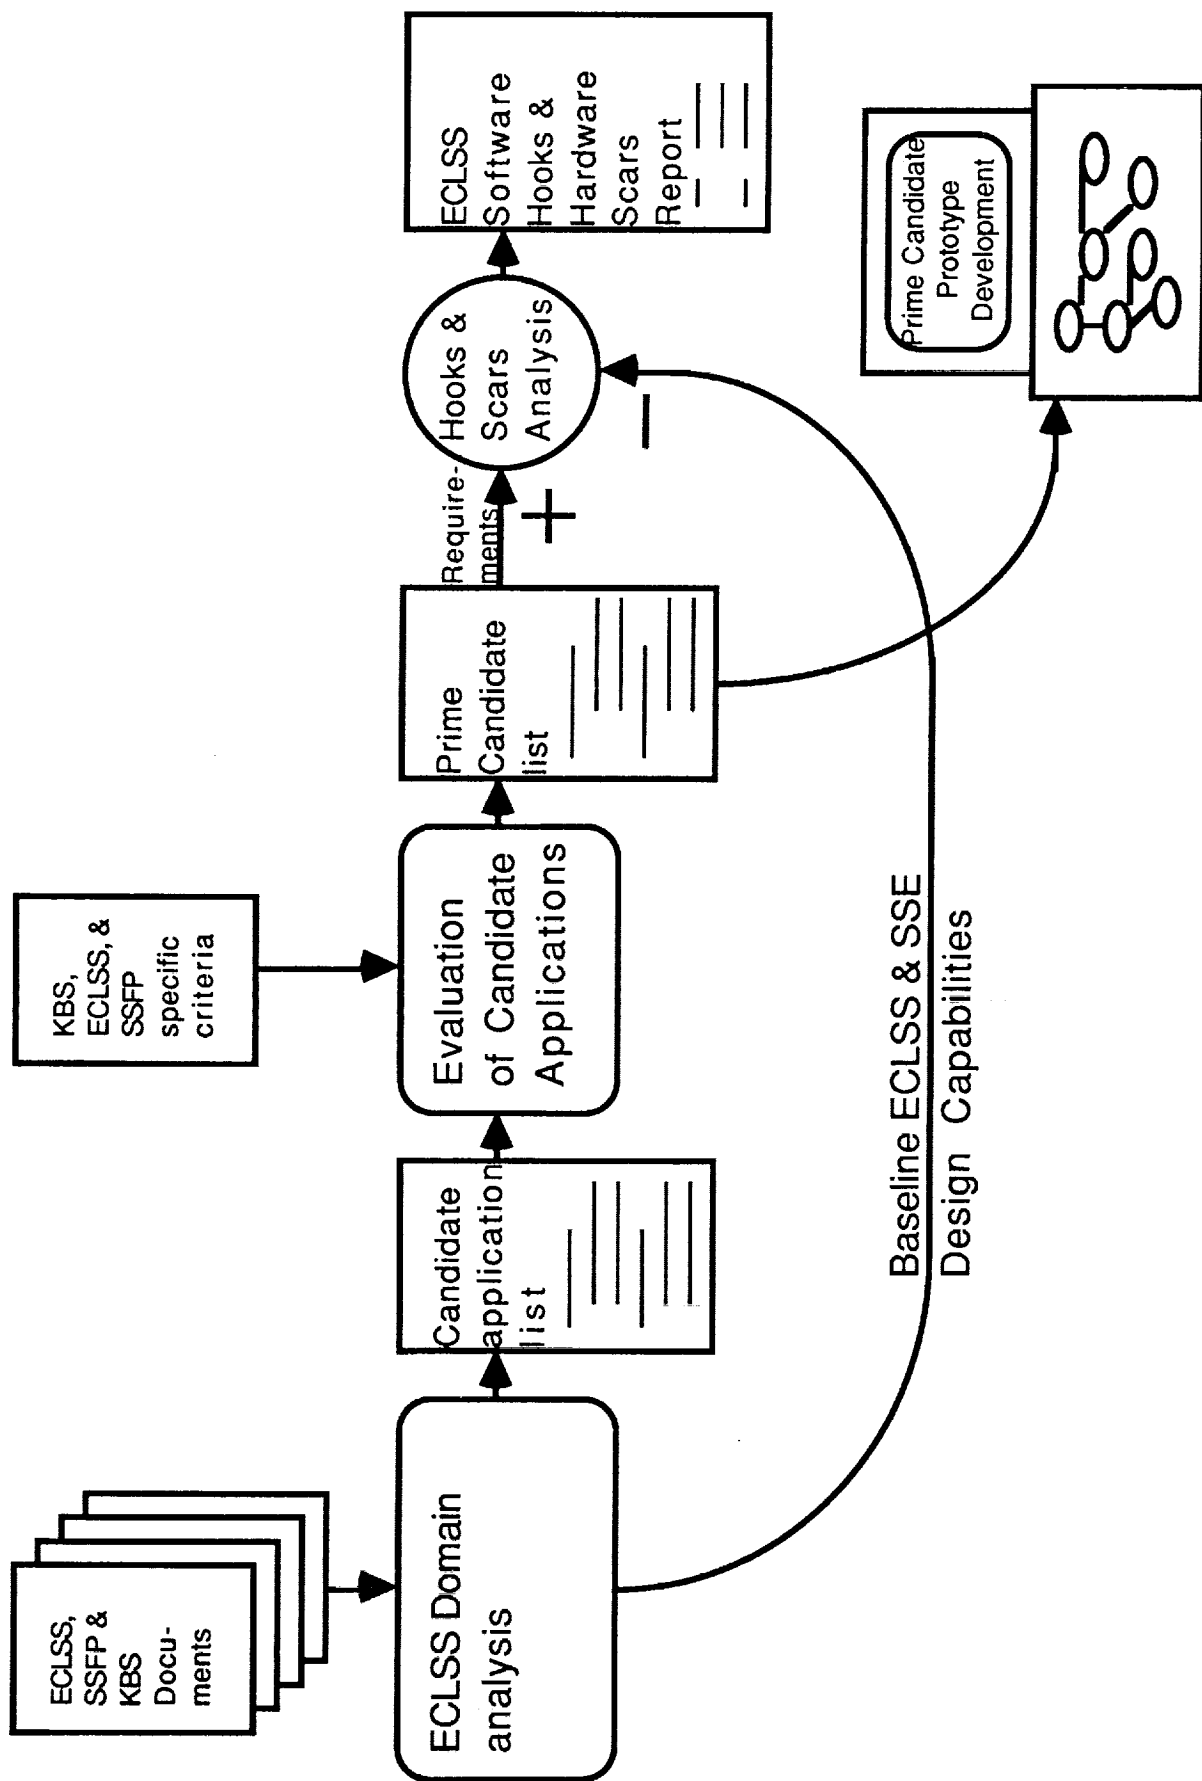 ECLSS,
SSFP &
KBS
Docu-
ments
ECLSS Domain
analysis
Candidate
application
list
KBS,
ECLSS, &
SSFP
specific
criteria
Evaluation
of Candidate
Applications
Prime
Candidate
list
Require-
ments
+
Hooks &
Scars
Analysis
–
ECLSS
Software
Hooks &
Hardware
Scars
Report
Baseline ECLSS & SSE
Design Capabilities
Prime Candidate
Prototype
Development